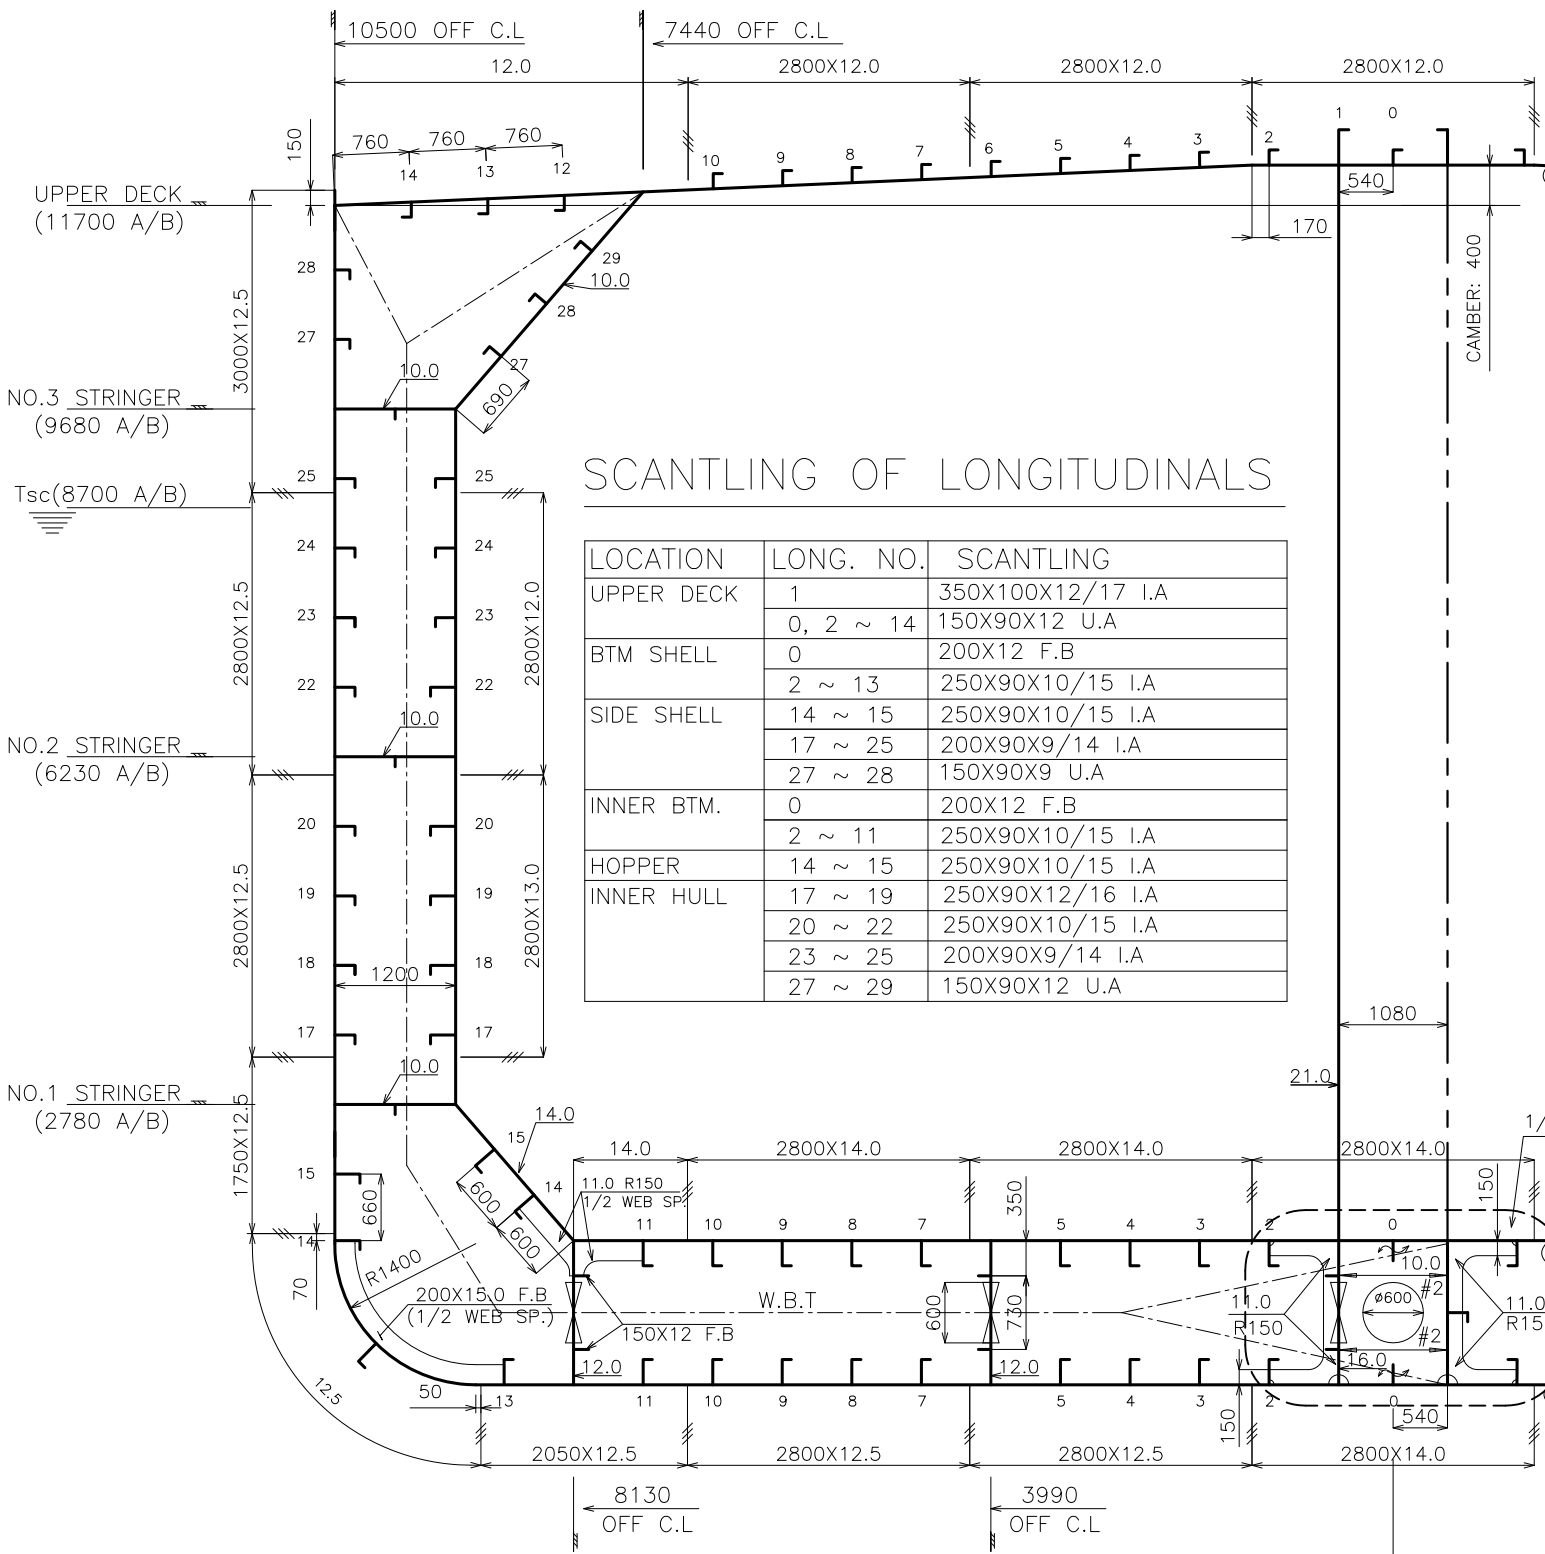 10500 OFF C.L
7440 OFF C.L
12.0
2800X12.0
2800X12.0
2800X12.0
150
760
760
760
14
13
12
10
9
8
7
6
5
4
3
2
1
0
UPPER DECK
(11700 A/B)
540
170
CAMBER: 400
28
27
3000X12.5
29
28
27
10.0
690
10.0
NO.3 STRINGER
(9680 A/B)
Tsc(8700 A/B)
25
25
24
24
23
23
22
22
2800X12.5
2800X12.0
10.0
NO.2 STRINGER
(6230 A/B)
20
20
19
19
18
18
17
17
2800X12.5
2800X13.0
1200
10.0
NO.1 STRINGER
(2780 A/B)
SCANTLING OF LONGITUDINALS
LOCATION LONG. NO. SCANTLING
UPPER DECK 1 350X100X12/17 I.A
0, 2 ~ 14 150X90X12 U.A
BTM SHELL 0 200X12 F.B
2 ~ 13 250X90X10/15 I.A
SIDE SHELL 14 ~ 15 250X90X10/15 I.A
17 ~ 25 200X90X9/14 I.A
27 ~ 28 150X90X9 U.A
INNER BTM. 0 200X12 F.B
2 ~ 11 250X90X10/15 I.A
HOPPER 14 ~ 15 250X90X10/15 I.A
INNER HULL 17 ~ 19 250X90X12/16 I.A
20 ~ 22 250X90X10/15 I.A
23 ~ 25 200X90X9/14 I.A
27 ~ 29 150X90X12 U.A
1080
21.0
1750X12.5
15
14
660
70
15
14
14.0
600
600
11.0 R150
1/2 WEB SP.
14.0
2800X14.0
2800X14.0
2800X14.0
350
150
1/
11
10
9
8
7
5
4
3
2
0
R1400
200X15.0 F.B
(1/2 WEB SP.)
150X12 F.B
W.B.T
600
730
10.0
#2
ø600
#2
11.0
R150
11.0
R15
16.0
12.0
12.0
12.5
50
13
11
10
9
8
7
5
4
3
2
0
150
540
2050X12.5
2800X12.5
2800X12.5
2800X14.0
8130
OFF C.L
3990
OFF C.L